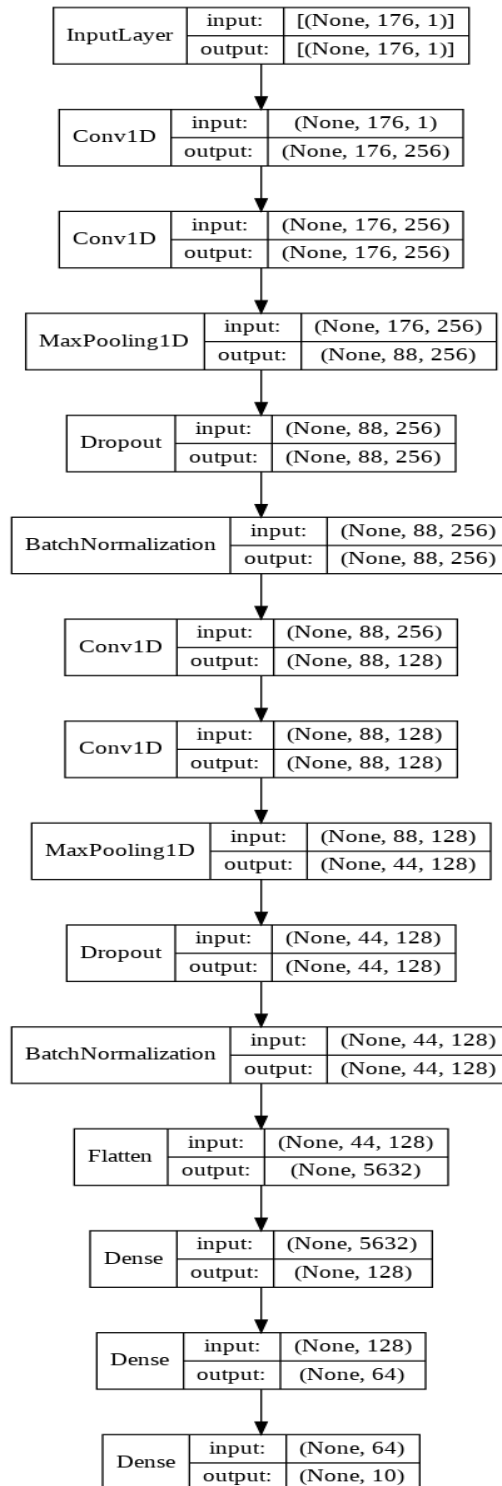 InputLayer
input: [(None, 176, 1)]
output: [(None, 176, 1)]
Conv1D
input: (None, 176, 1)
output: (None, 176, 256)
Conv1D
input: (None, 176, 256)
output: (None, 176, 256)
MaxPooling1D
input: (None, 176, 256)
output: (None, 88, 256)
Dropout
input: (None, 88, 256)
output: (None, 88, 256)
BatchNormalization
input: (None, 88, 256)
output: (None, 88, 256)
Conv1D
input: (None, 88, 256)
output: (None, 88, 128)
Conv1D
input: (None, 88, 128)
output: (None, 88, 128)
MaxPooling1D
input: (None, 88, 128)
output: (None, 44, 128)
Dropout
input: (None, 44, 128)
output: (None, 44, 128)
BatchNormalization
input: (None, 44, 128)
output: (None, 44, 128)
Flatten
input: (None, 44, 128)
output: (None, 5632)
Dense
input: (None, 5632)
output: (None, 128)
Dense
input: (None, 128)
output: (None, 64)
Dense
input: (None, 64)
output: (None, 10)